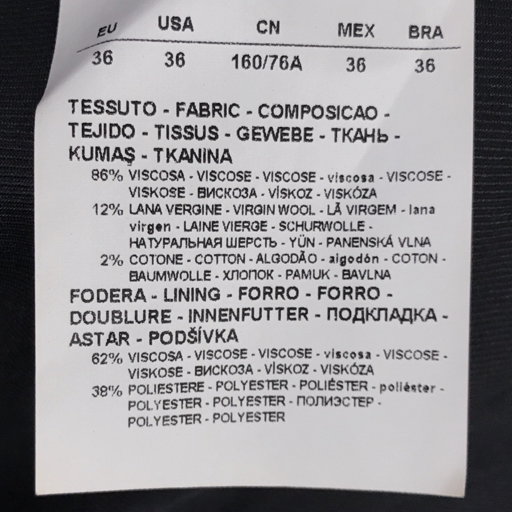 EU USA CN MEX BRA
36 36 160/76A 36 36
TESSUTO - FABRIC - COMPOSICAO -
TEJIDO - TISSUS - GEWEBE - ТКАНЬ -
KUMAŞ - TKANINA
86% VISCOSA - VISCOSE - VISCOSE - viscosa - VISCOSE -
VISKOSE - ВИСКОЗА - VİSKOZ - VISKÓZA
12% LANA VERGINE - VIRGIN WOOL - LÃ VIRGEM - lana
virgen - LAINE VIERGE - SCHURWOLLE -
НАТУРАЛЬНАЯ ШЕРСТЬ - YÜN - PANENSKÁ VLNA
2% COTONE - COTTON - ALGODÃO - algodón - COTON -
BAUMWOLLE - ХЛОПОК - PAMUK - BAVLNA
FODERA - LINING - FORRO - FORRO -
DOUBLURE - INNENFUTTER - ПОДКЛАДКА -
ASTAR - PODŠÍVKA
62% VISCOSA - VISCOSE - VISCOSE - viscosa - VISCOSE -
VISKOSE - ВИСКОЗА - VİSKOZ - VISKÓZA
38% POLIESTERE - POLYESTER - POLIÉSTER - poliéster -
POLYESTER - POLYESTER - ПОЛИЭСТЕР -
POLYESTER - POLYESTER